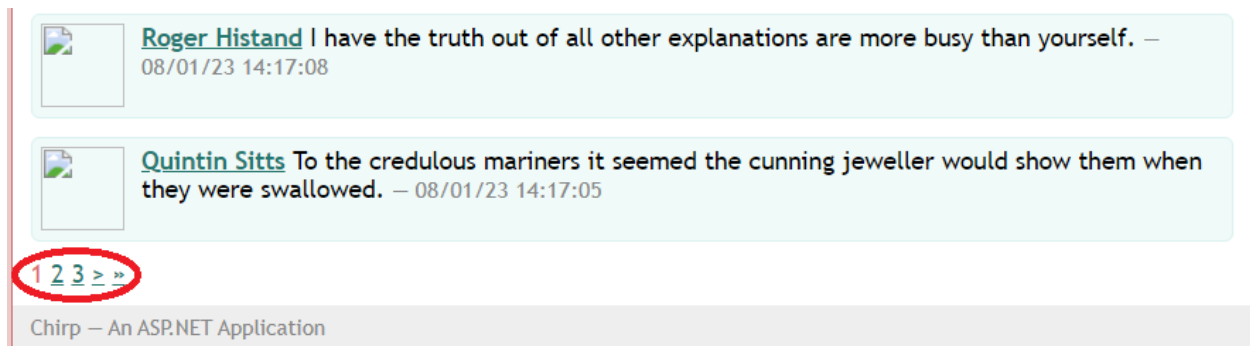 Roger Histand I have the truth out of all other explanations are more busy than yourself. —
08/01/23 14:17:08
Quintin Sitts To the credulous mariners it seemed the cunning jeweller would show them when
they were swallowed. — 08/01/23 14:17:05
1 2 3 > »
Chirp — An ASP.NET Application